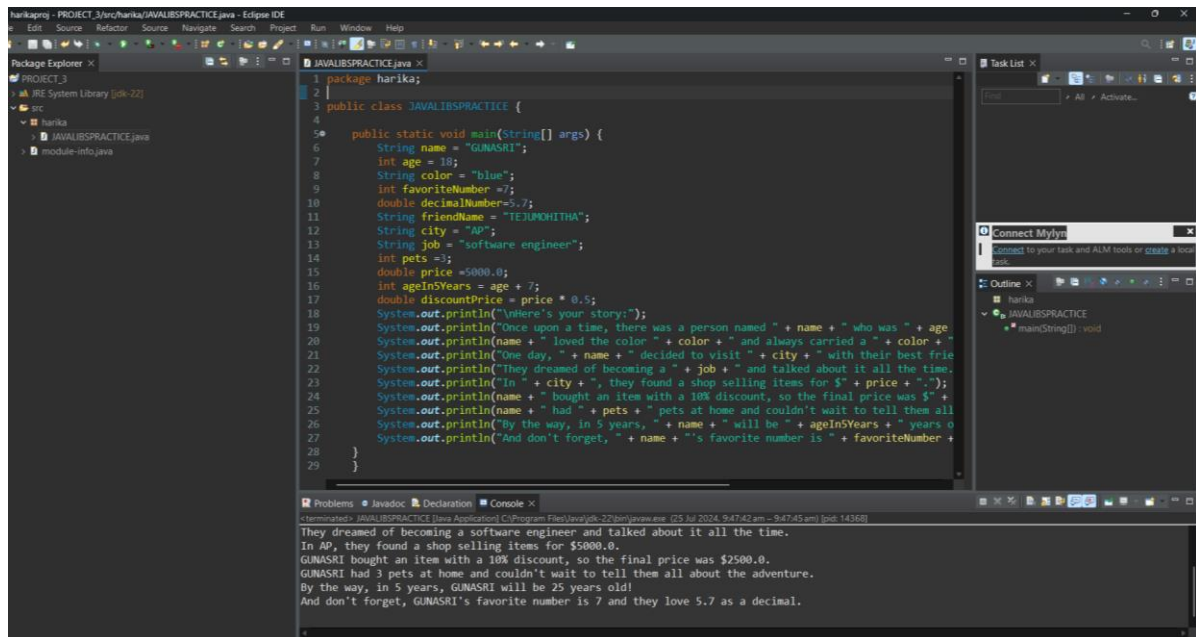 harikaproj - PROJECT_3/src/harika/JAVALIBSPRACTICE.java - Eclipse IDE
Edit Source Refactor Source Navigate Search Project Run Window Help
Package Explorer
PROJECT_3
JRE System Library [jdk-22]
src
harika
JAVALIBSPRACTICE.java
module-info.java
JAVALIBSPRACTICE.java
1 package harika;
2
3 public class JAVALIBSPRACTICE {
4
5 public static void main(String[] args) {
6 String name = "GUNASRI";
7 int age = 18;
8 String color = "blue";
9 int favoriteNumber =7;
10 double decimalNumber=5.7;
11 String friendName = "TEJUMOHITHA";
12 String city = "AP";
13 String job = "software engineer";
14 int pets =3;
15 double price =5000.0;
16 int ageIn5Years = age + 7;
17 double discountPrice = price * 0.5;
18 System.out.println("\nHere's your story:");
19 System.out.println("Once upon a time, there was a person named " + name + " who was " + age
20 System.out.println(name + " loved the color " + color + " and always carried a " + color + "
21 System.out.println("One day, " + name + " decided to visit " + city + " with their best frie
22 System.out.println("They dreamed of becoming a " + job + " and talked about it all the time.
23 System.out.println("In " + city + ", they found a shop selling items for $" + price + ".");
24 System.out.println(name + " bought an item with a 10% discount, so the final price was $" +
25 System.out.println(name + " had " + pets + " pets at home and couldn't wait to tell them all
26 System.out.println("By the way, in 5 years, " + name + " will be " + ageIn5Years + " years o
27 System.out.println("And don't forget, " + name + "'s favorite number is " + favoriteNumber +
28 }
29 }
Task List
Find All Activate...
Connect Mylyn
Connect to your task and ALM tools or create a local
task.
Outline
harika
JAVALIBSPRACTICE
main(String[]) : void
Problems Javadoc Declaration Console
<terminated> JAVALIBSPRACTICE [Java Application] C:\Program Files\Java\jdk-22\bin\javaw.exe (25 Jul 2024, 9:47:42 am – 9:47:45 am) [pid: 14368]
They dreamed of becoming a software engineer and talked about it all the time.
In AP, they found a shop selling items for $5000.0.
GUNASRI bought an item with a 10% discount, so the final price was $2500.0.
GUNASRI had 3 pets at home and couldn't wait to tell them all about the adventure.
By the way, in 5 years, GUNASRI will be 25 years old!
And don't forget, GUNASRI's favorite number is 7 and they love 5.7 as a decimal.